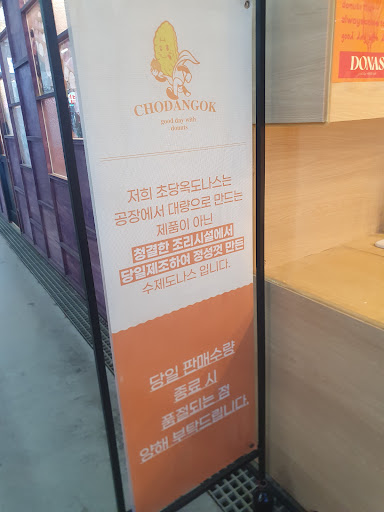 CHODANGOK
good day with
donuts
저희 초당옥도나스는
공장에서 대량으로 만드는
제품이 아닌
청결한 조리시설에서
당일제조하여 정성껏 만든
수제도나스 입니다.
당일 판매수량
종료 시
품절되는 점
양해 부탁드립니다.
DONAS